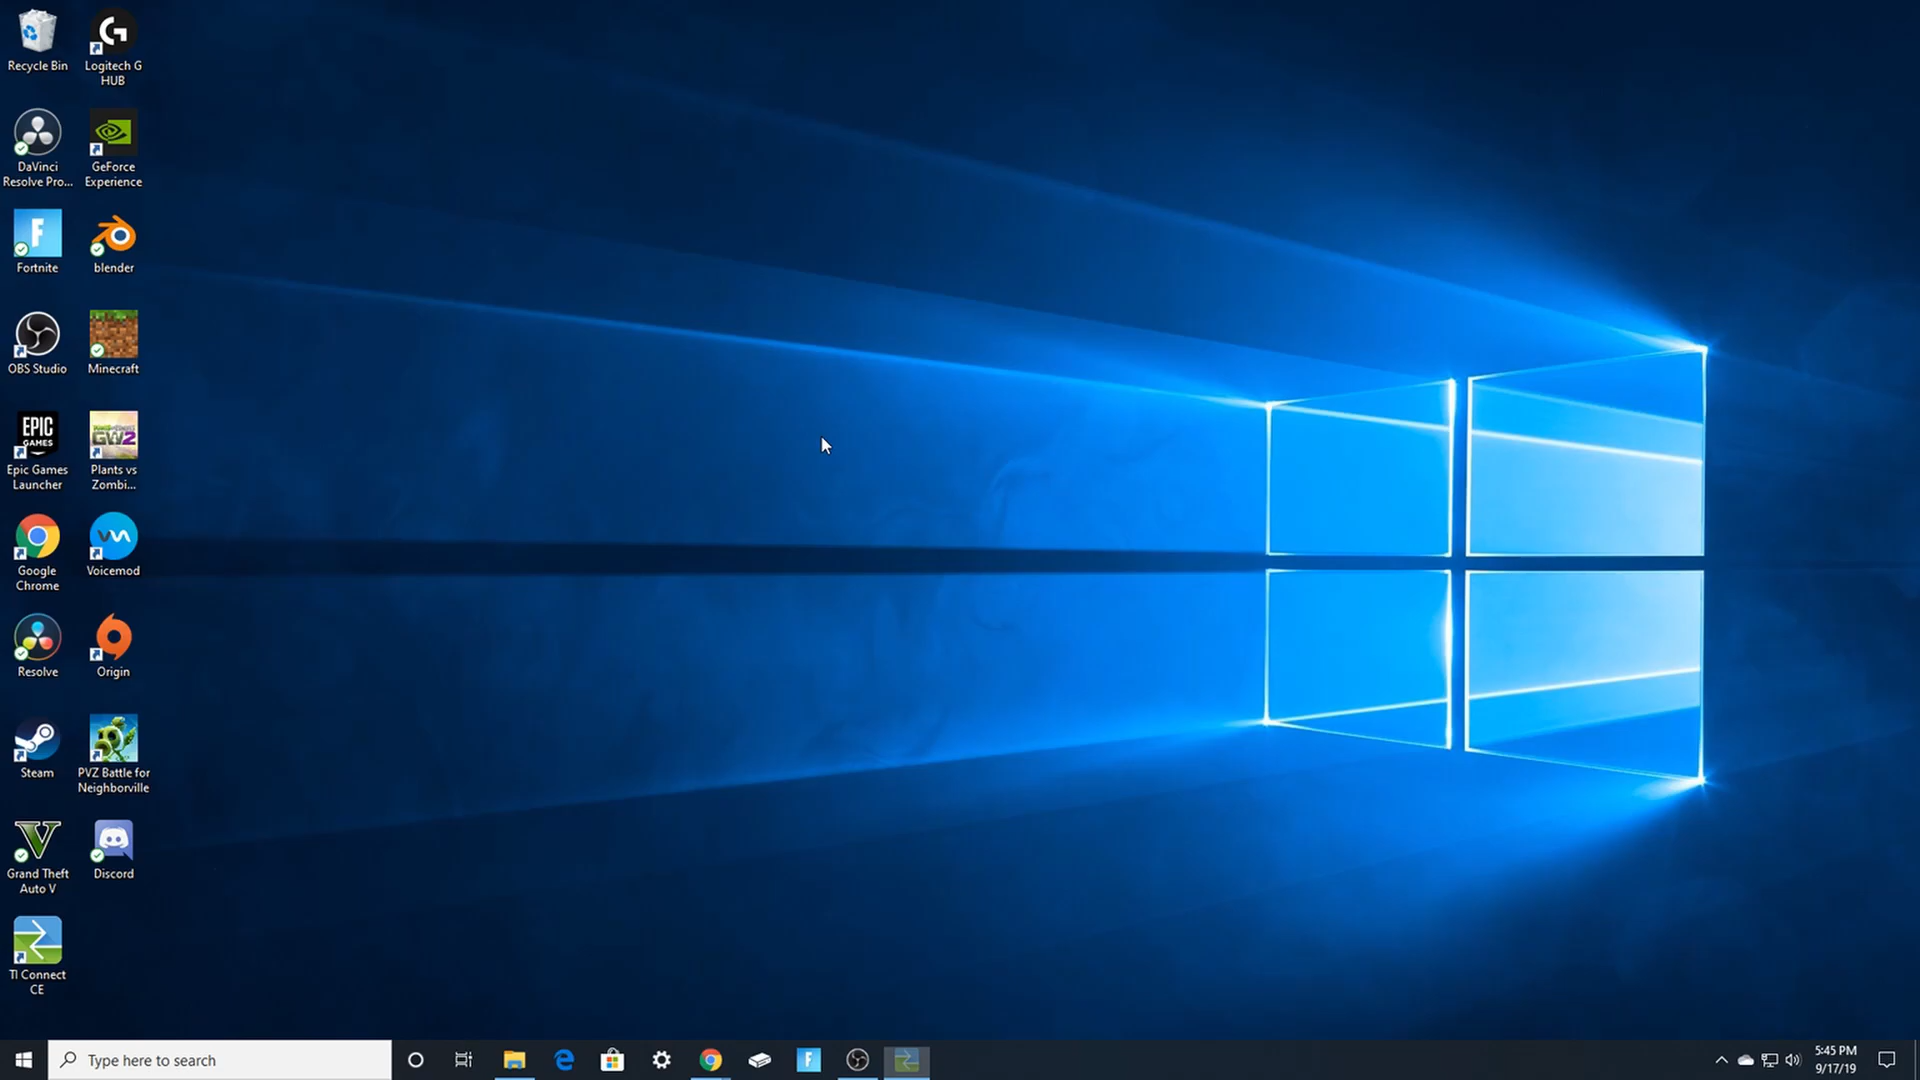 Recycle Bin
Logitech G
HUB
DaVinci
Resolve Pro...
GeForce
Experience
F
Fortnite
blender
OBS Studio
Minecraft
EPIC
GAMES
Epic Games
Launcher
GW2
Plants vs
Zombi...
Google
Chrome
Voicemod
Resolve
Origin
Steam
PVZ Battle for
Neighborville
V
Grand Theft
Auto V
Discord
TI Connect
CE
Type here to search
F
5:45 PM
9/17/19